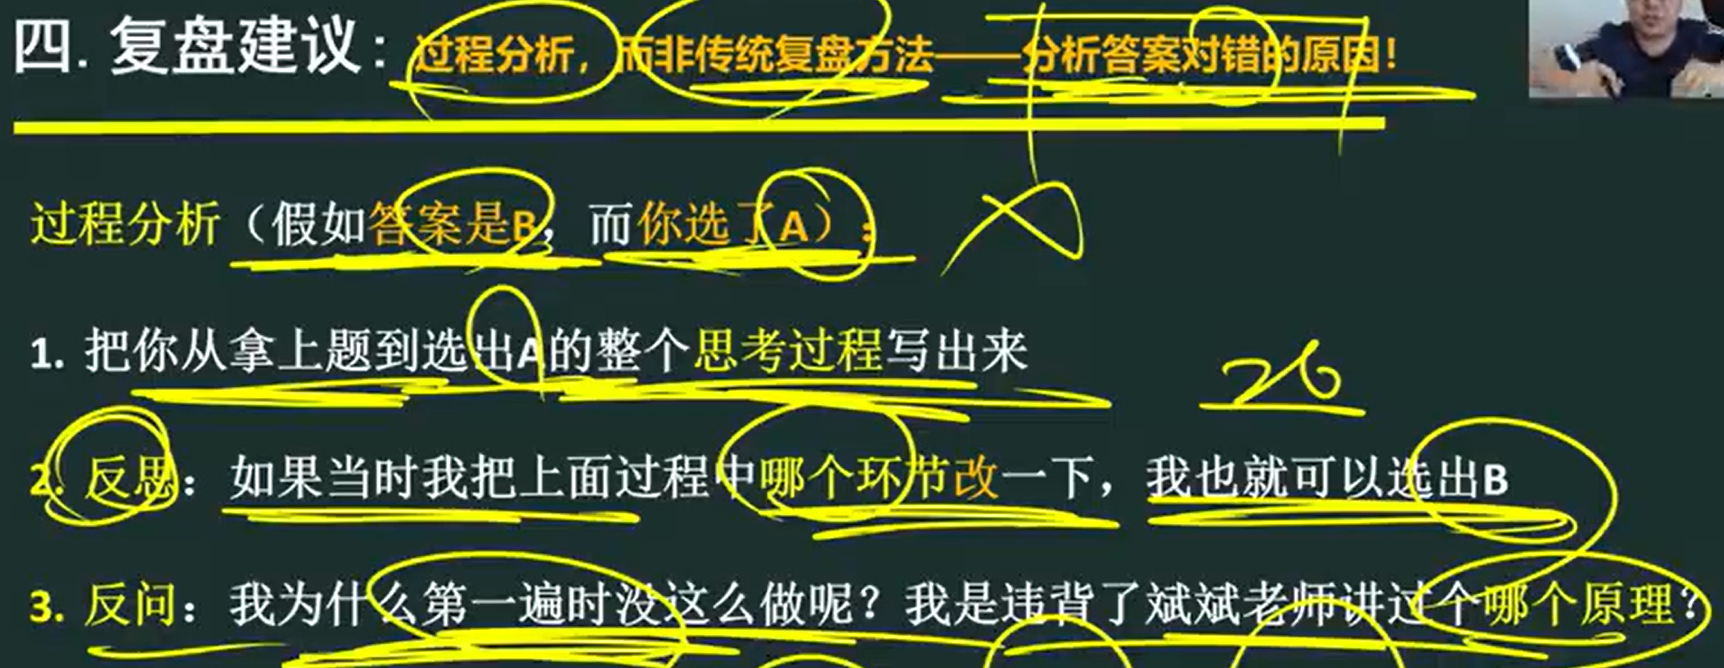 四. 复盘建议：过程分析，而非传统复盘方法——分析答案对错的原因！
过程分析（假如答案是B，而你选了A）：
1. 把你从拿上题到选出A的整个思考过程写出来
26
2. 反思：如果当时我把上面过程中哪个环节改一下，我也就可以选出B
3. 反问：我为什么第一遍时没这么做呢？我是违背了斌斌老师讲过个哪个原理？